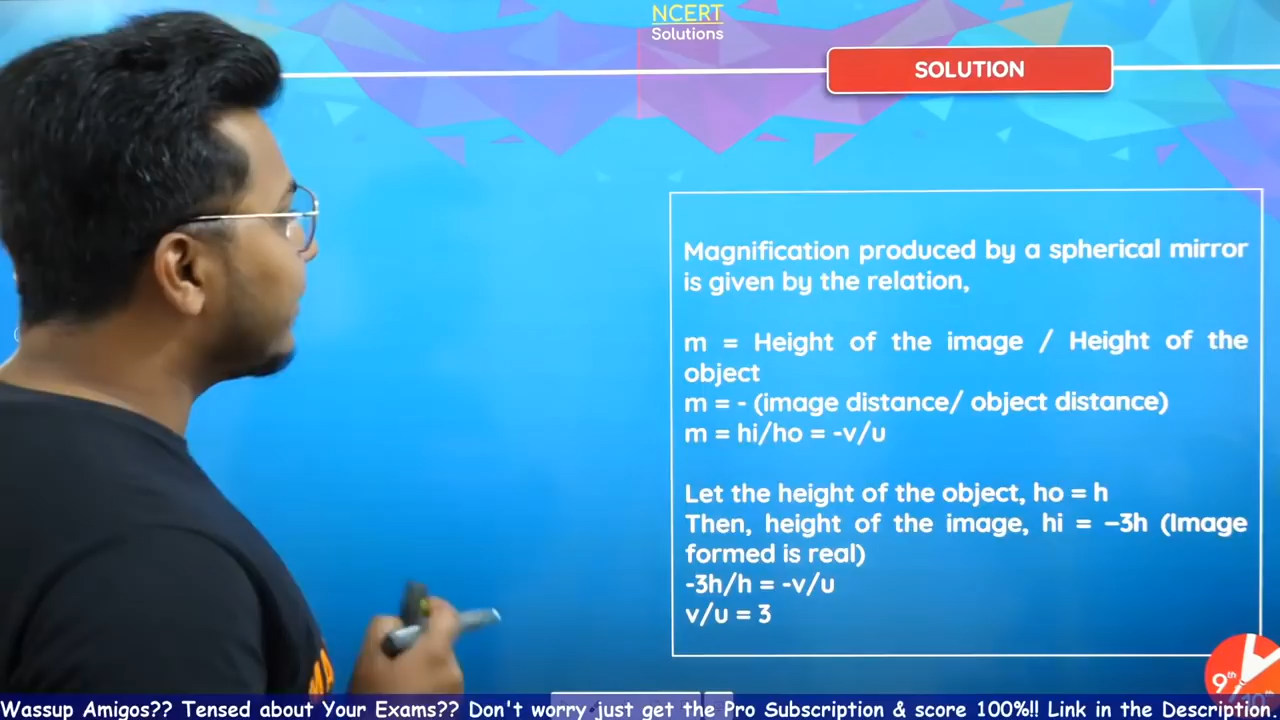 NCERT
Solutions
SOLUTION
Magnification produced by a spherical mirror
is given by the relation,
m = Height of the image / Height of the
object
m = - (image distance/ object distance)
m = hi/ho = -v/u
Let the height of the object, ho = h
Then, height of the image, hi = –3h (Image
formed is real)
-3h/h = -v/u
v/u = 3
9th
10th
Wassup Amigos?? Tensed about Your Exams?? Don't worry just get the Pro Subscription & score 100%!! Link in the Description